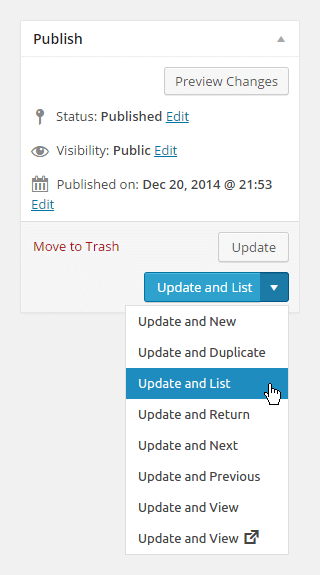 Publish
Preview Changes
Status: Published Edit
Visibility: Public Edit
Published on: Dec 20, 2014 @ 21:53
Edit
Move to Trash
Update
Update and List
Update and New
Update and Duplicate
Update and List
Update and Return
Update and Next
Update and Previous
Update and View
Update and View